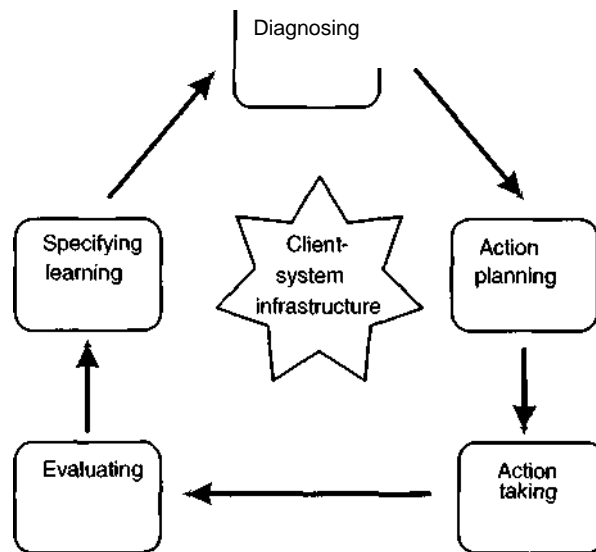 Diagnosing
Specifying
learning
Client-
system
infrastructure
Action
planning
Evaluating
Action
taking